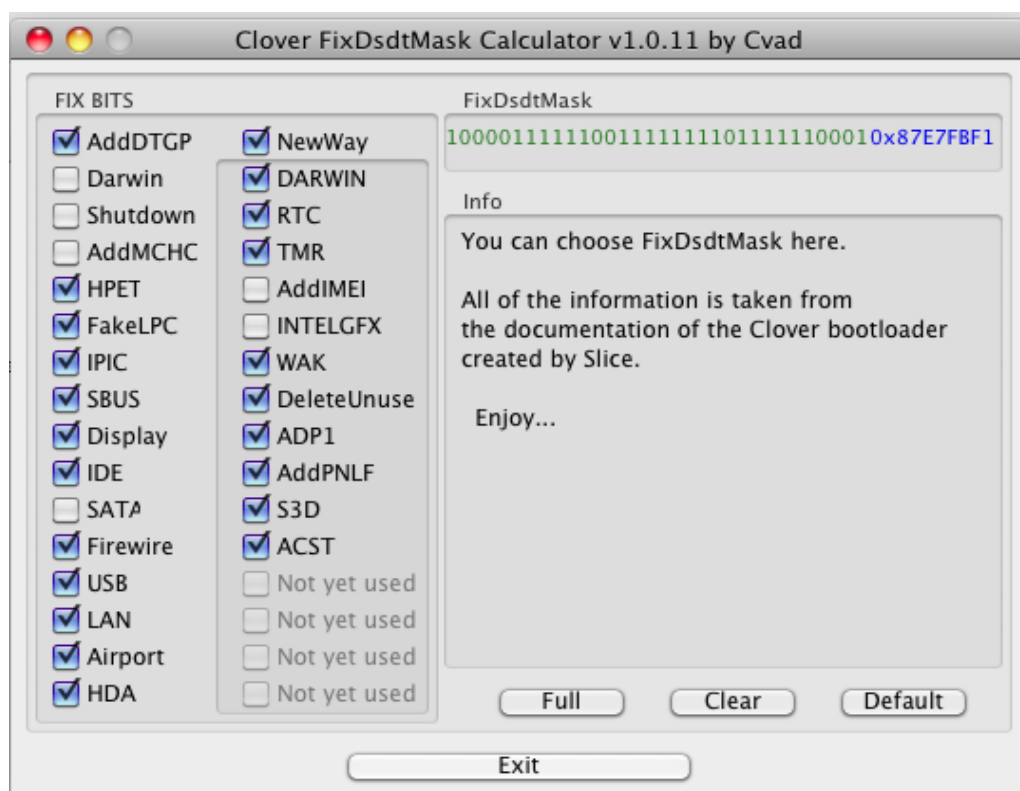 Clover FixDsdtMask Calculator v1.0.11 by Cvad
FIX BITS
AddDTGP
Darwin
Shutdown
AddMCHC
HPET
FakeLPC
IPIC
SBUS
Display
IDE
SATA
Firewire
USB
LAN
Airport
HDA
NewWay
DARWIN
RTC
TMR
AddIMEI
INTELGFX
WAK
DeleteUnuse
ADP1
AddPNLF
S3D
ACST
Not yet used
Not yet used
Not yet used
Not yet used
FixDsdtMask
10000111111001111111101111110001 0x87E7FBF1
Info
You can choose FixDsdtMask here.
All of the information is taken from
the documentation of the Clover bootloader
created by Slice.
Enjoy...
Full
Clear
Default
Exit